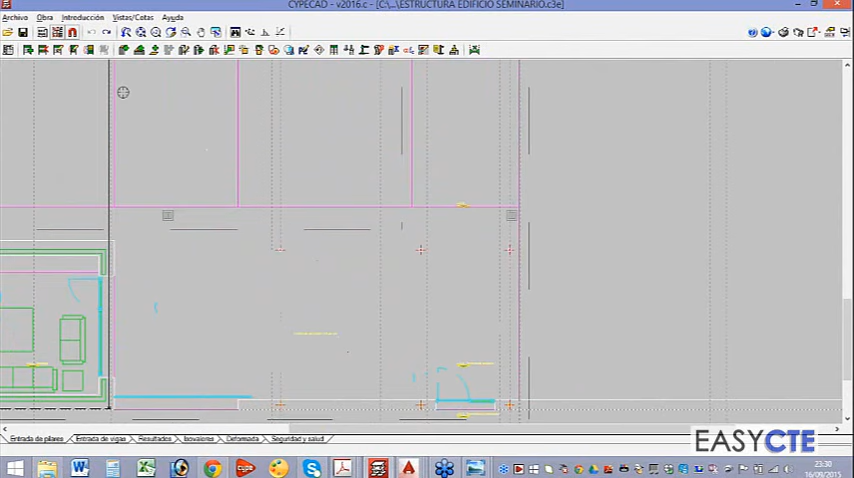 CYPECAD - v2016.c - [C:\...\ESTRUCTURA EDIFICIO SEMINARIO.c3e]
Archivo Obra Introducción Vistas/Cotas Ayuda
Entrada de pilares Entrada de vigas Resultados Isovalores Deformada Seguridad y salud
EASYCTE
23:30
16/09/2015